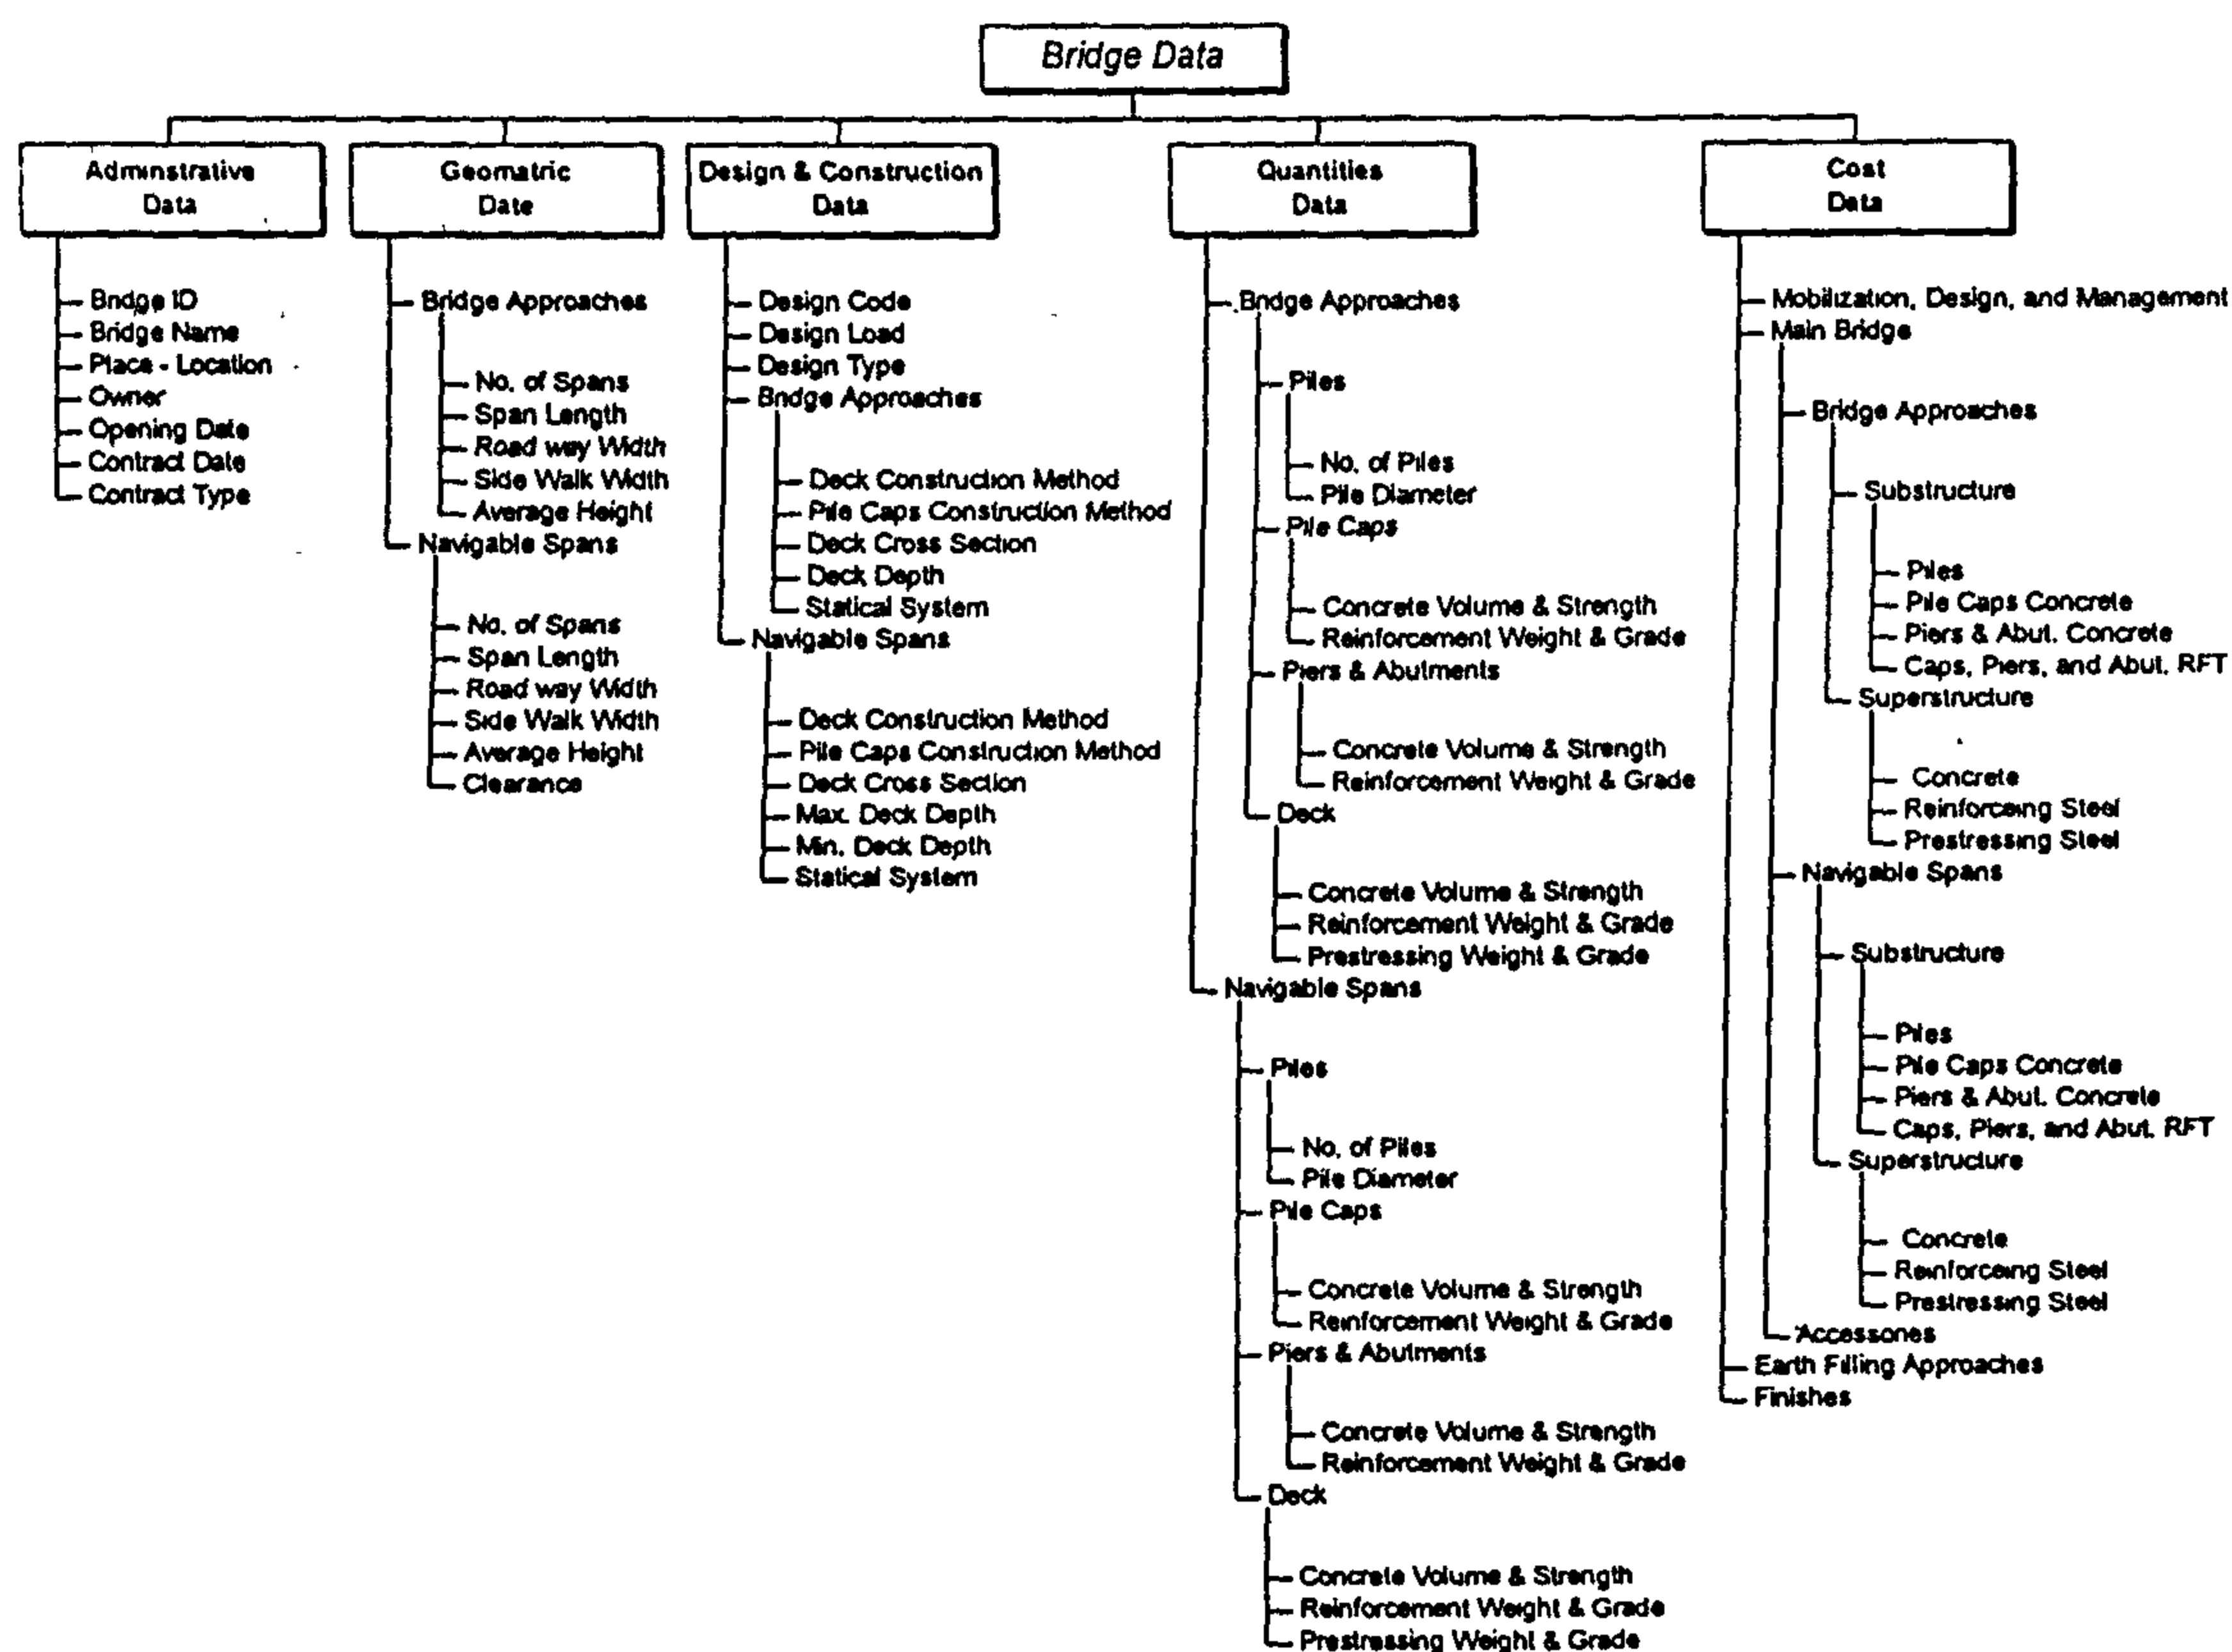 Bridge Data
Adminstrative
Data
Bridge ID
Bridge Name
Place - Location
Owner
Opening Date
Contract Date
Contract Type
Geomatric
Date
Bridge Approaches
No. of Spans
Span Length
Road way Width
Side Walk Width
Average Height
Navigable Spans
No. of Spans
Span Length
Road way Width
Side Walk Width
Average Height
Clearance
Design & Construction
Data
Design Code
Design Load
Design Type
Bridge Approaches
Deck Construction Method
Pile Caps Construction Method
Deck Cross Section
Deck Depth
Statical System
Navigable Spans
Deck Construction Method
Pile Caps Construction Method
Deck Cross Section
Max. Deck Depth
Min. Deck Depth
Statical System
Quantities
Data
Bridge Approaches
Piles
No. of Piles
Pile Diameter
Pile Caps
Concrete Volume & Strength
Reinforcement Weight & Grade
Piers & Abutments
Concrete Volume & Strength
Reinforcement Weight & Grade
Deck
Concrete Volume & Strength
Reinforcement Weight & Grade
Prestressing Weight & Grade
Navigable Spans
Piles
No. of Piles
Pile Diameter
Pile Caps
Concrete Volume & Strength
Reinforcement Weight & Grade
Piers & Abutments
Concrete Volume & Strength
Reinforcement Weight & Grade
Deck
Concrete Volume & Strength
Reinforcement Weight & Grade
Prestressing Weight & Grade
Cost
Data
Mobilization, Design, and Management
Main Bridge
Bridge Approaches
Substructure
Piles
Pile Caps Concrete
Piers & Abut. Concrete
Caps, Piers, and Abut. RFT
Superstructure
Concrete
Reinforceing Steel
Prestressing Steel
Navigable Spans
Substructure
Piles
Pile Caps Concrete
Piers & Abut. Concrete
Caps, Piers, and Abut. RFT
Superstructure
Concrete
Reinforceing Steel
Prestressing Steel
Accessories
Earth Filling Approaches
Finishes